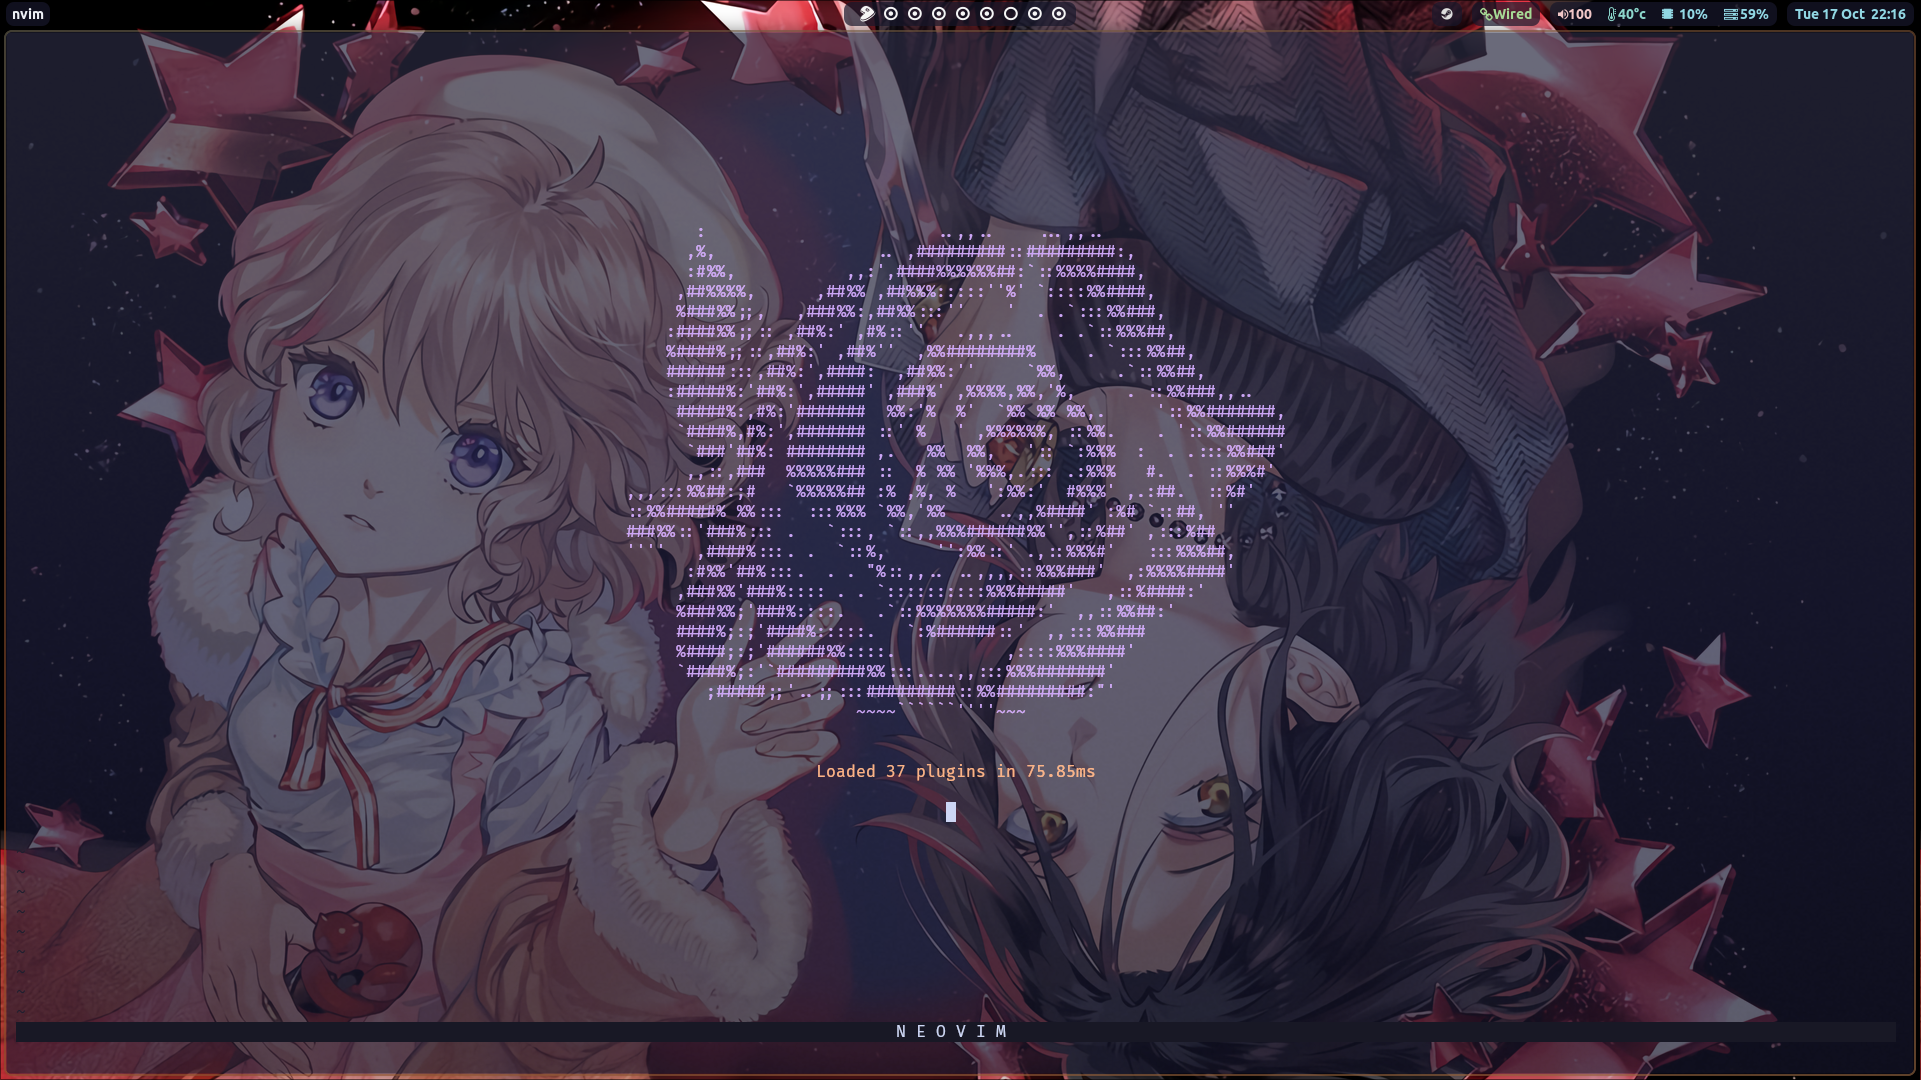 nvim
Wired 100 40°c 10% 59% Tue 17 Oct 22:16
Loaded 37 plugins in 75.85ms
N E O V I M